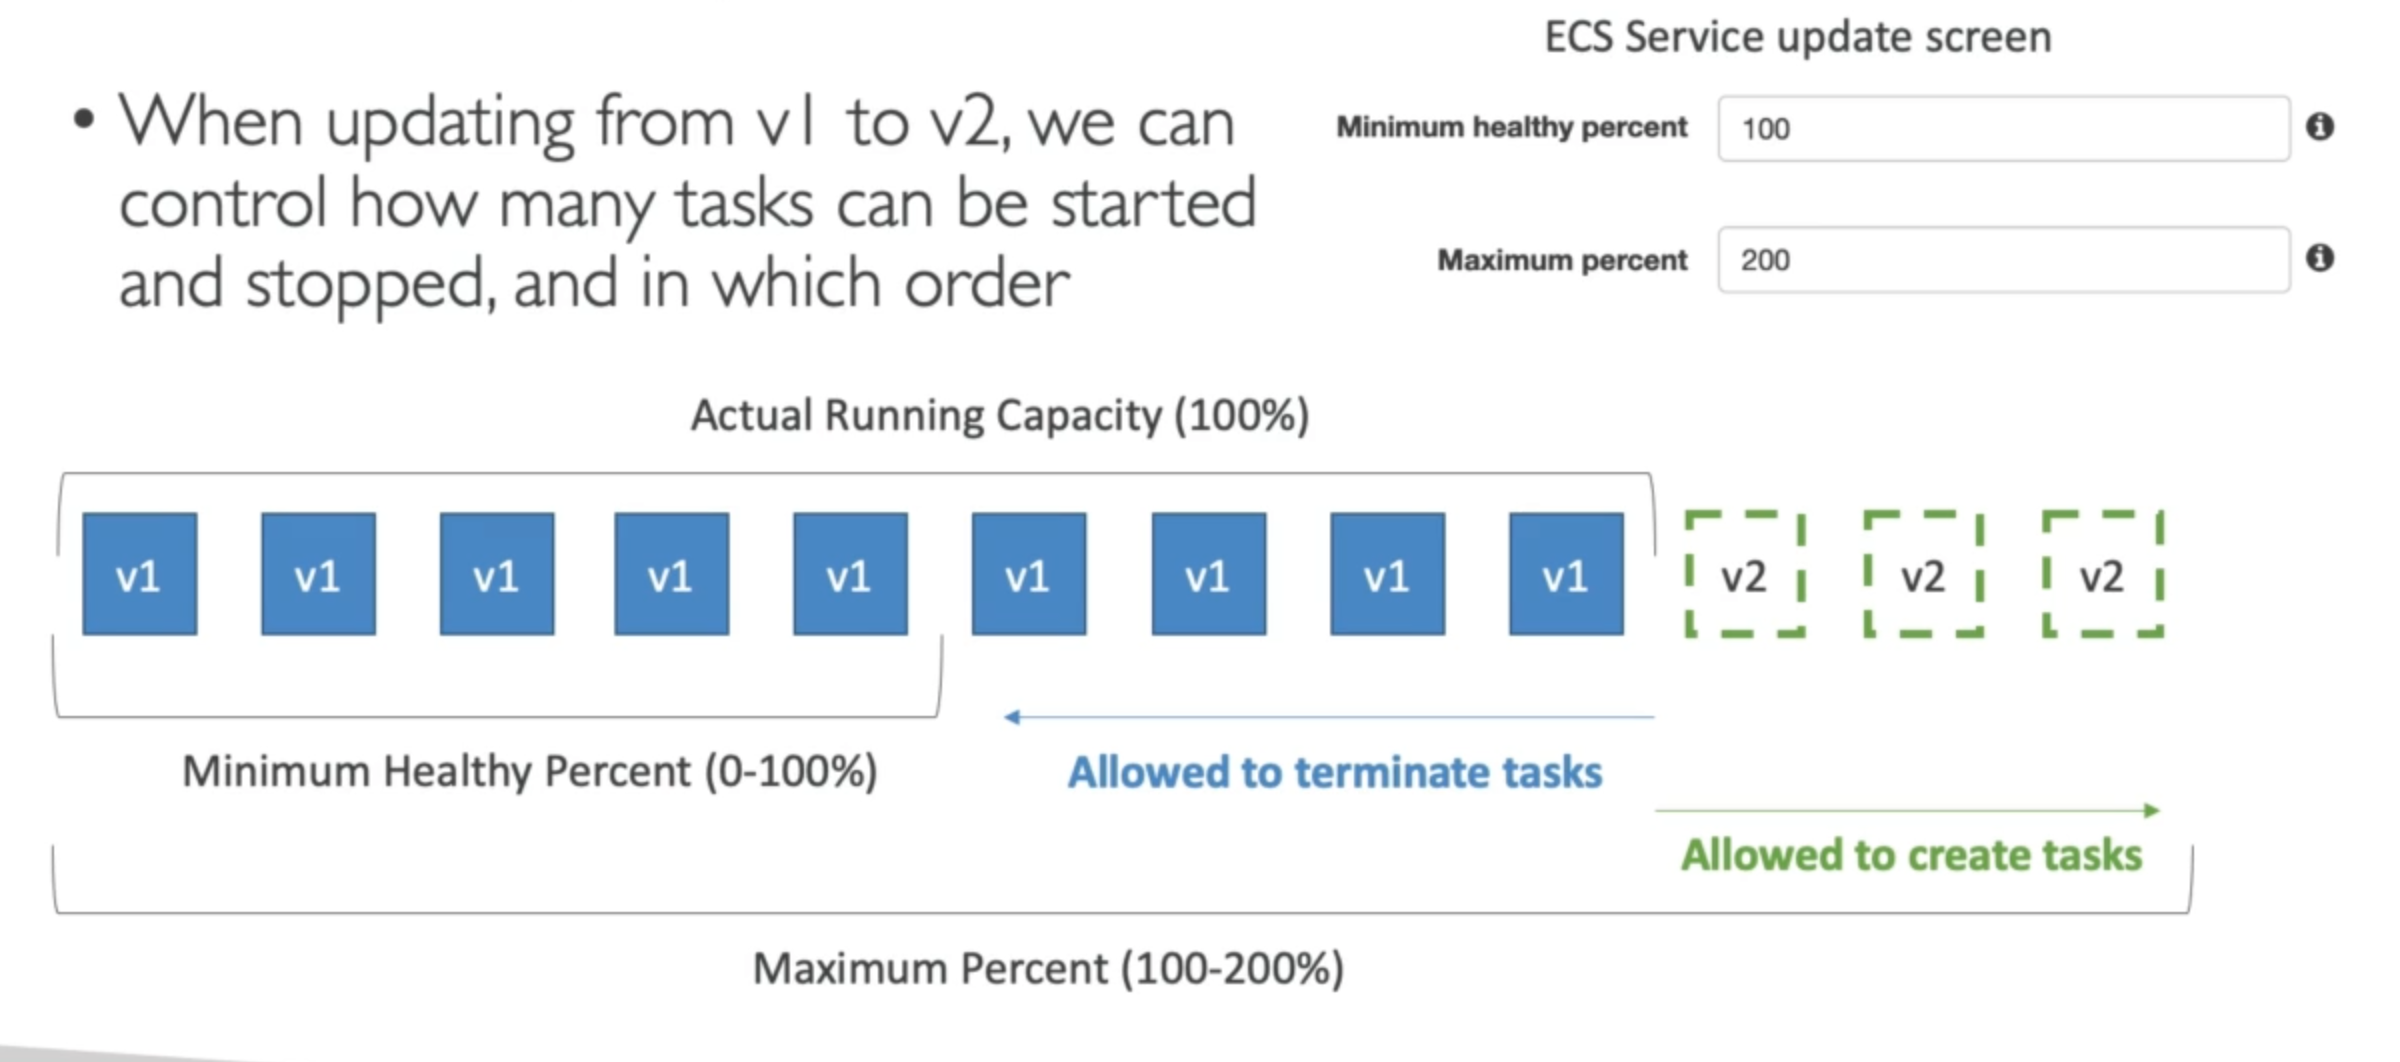 ECS Service update screen
• When updating from v1 to v2, we can
control how many tasks can be started
and stopped, and in which order
Minimum healthy percent 100
Maximum percent 200
Actual Running Capacity (100%)
v1 v1 v1 v1 v1 v1 v1 v1 v1 v2 v2 v2
Minimum Healthy Percent (0-100%)
Allowed to terminate tasks
Allowed to create tasks
Maximum Percent (100-200%)